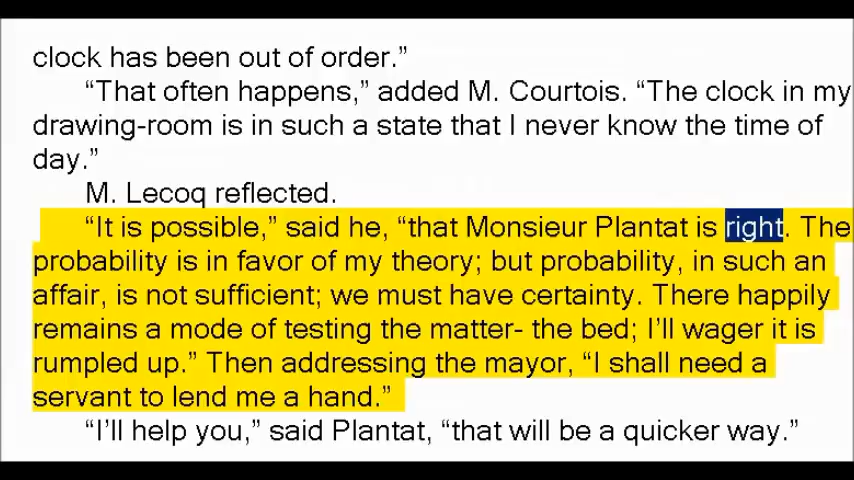 clock has been out of order.”
“That often happens,” added M. Courtois. “The clock in my
drawing-room is in such a state that I never know the time of
day.”
M. Lecoq reflected.
“It is possible,” said he, “that Monsieur Plantat is right. The
probability is in favor of my theory; but probability, in such an
affair, is not sufficient; we must have certainty. There happily
remains a mode of testing the matter- the bed; I’ll wager it is
rumpled up.” Then addressing the mayor, “I shall need a
servant to lend me a hand.”
“I’ll help you,” said Plantat, “that will be a quicker way.”